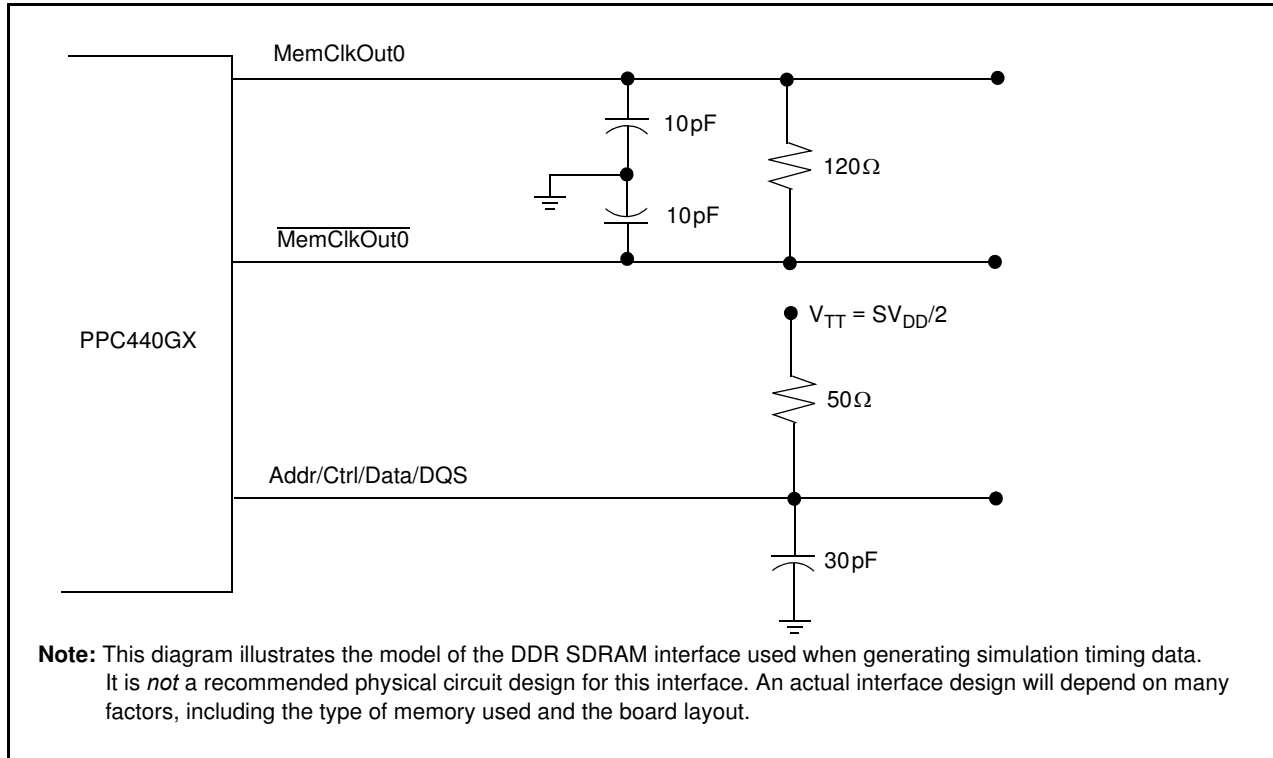 MemClkOut0
10pF
120Ω
10pF
MemClkOut0
V_TT = SV_DD/2
PPC440GX
50Ω
Addr/Ctrl/Data/DQS
30pF
Note: This diagram illustrates the model of the DDR SDRAM interface used when generating simulation timing data.
It is not a recommended physical circuit design for this interface. An actual interface design will depend on many
factors, including the type of memory used and the board layout.